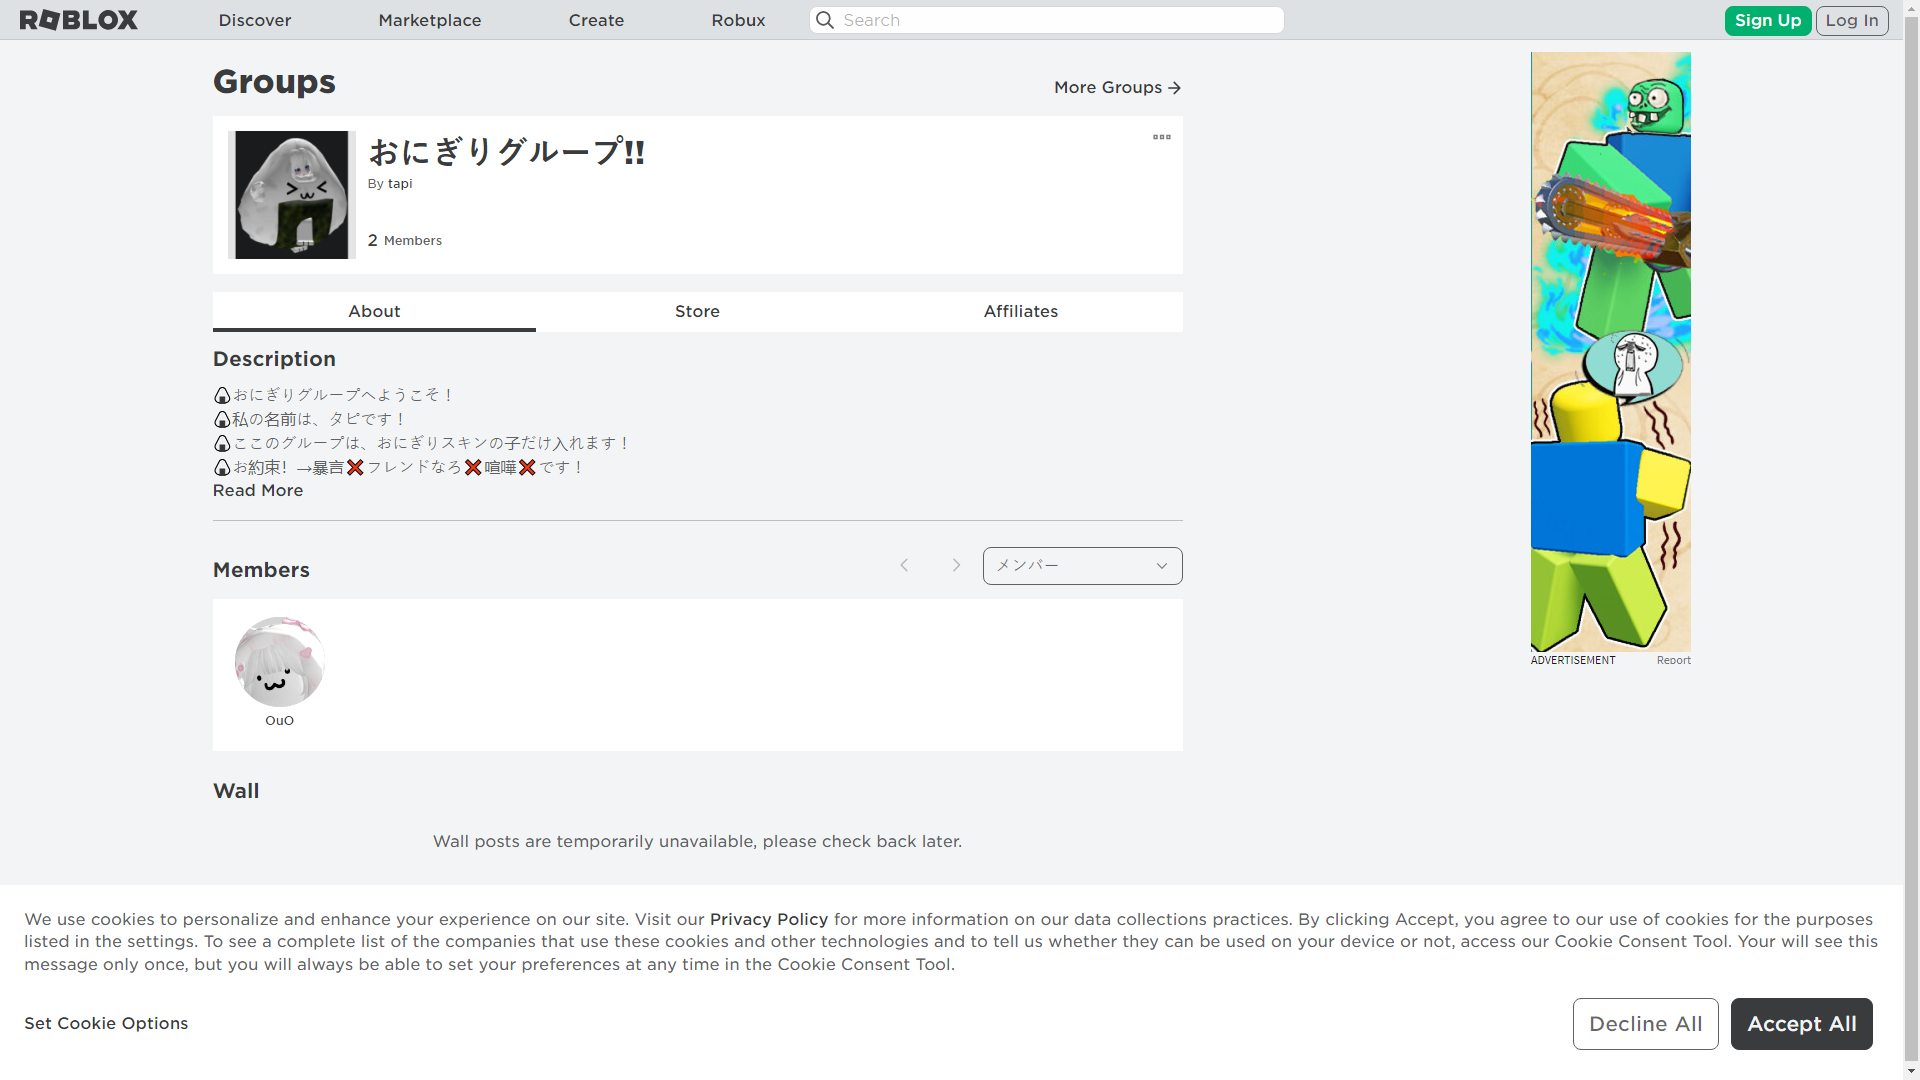 ROBLOX
Discover
Marketplace
Create
Robux
Search
Sign Up
Log In
Groups
More Groups →
おにぎりグループ!!
By tapi
2 Members
About
Store
Affiliates
Description
🍙おにぎりグループへようこそ！
🍙私の名前は、タピです！
🍙ここのグループは、おにぎりスキンの子だけ入れます！
🍙お約束！→暴言❌フレンドなろ❌喧嘩❌です！
Read More
Members
メンバー
OuO
Wall
Wall posts are temporarily unavailable, please check back later.
ADVERTISEMENT
Report
We use cookies to personalize and enhance your experience on our site. Visit our Privacy Policy for more information on our data collections practices. By clicking Accept, you agree to our use of cookies for the purposes
listed in the settings. To see a complete list of the companies that use these cookies and other technologies and to tell us whether they can be used on your device or not, access our Cookie Consent Tool. Your will see this
message only once, but you will always be able to set your preferences at any time in the Cookie Consent Tool.
Set Cookie Options
Decline All
Accept All